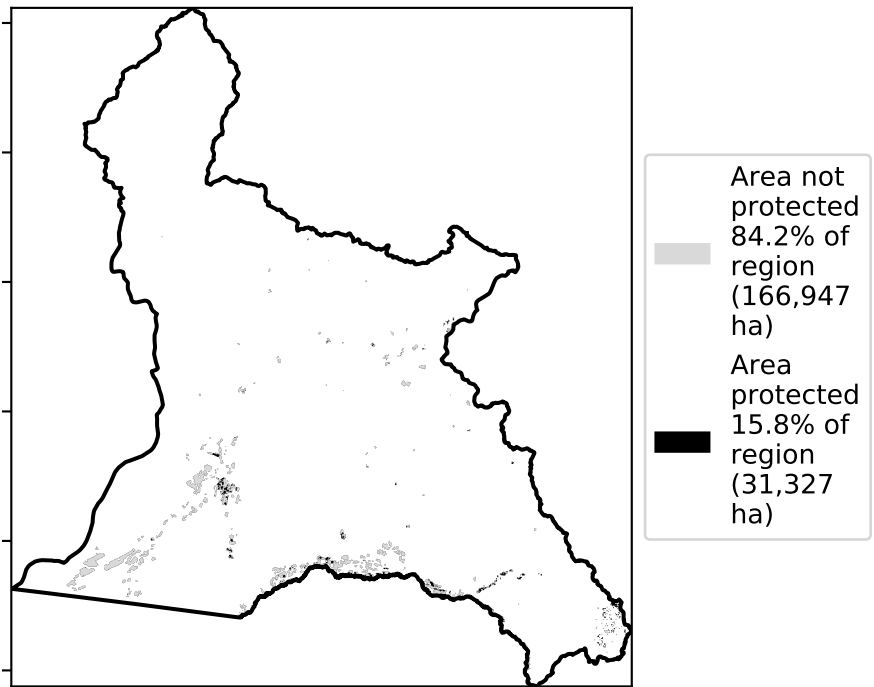 Area not
protected
84.2% of
region
(166,947
ha)
Area
protected
15.8% of
region
(31,327
ha)